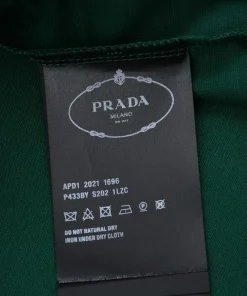 PRADA
MILANO
APD1 2021 1696
P433BY S202 1LZC
DO NOT NATURAL DRY
IRON UNDER DRY CLOTH